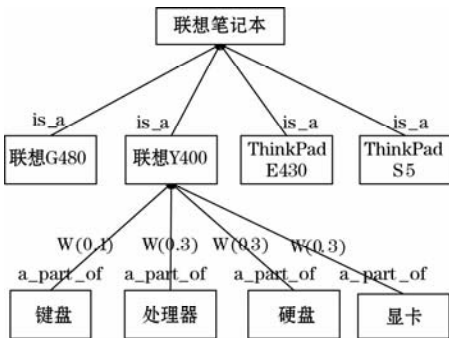 联想笔记本
is_a is_a is_a is_a
联想G480 联想Y400 ThinkPad E430 ThinkPad S5
W(0.1) W(0.3) W(0.3) W(0.3)
a_part_of a_part_of a_part_of a_part_of
键盘 处理器 硬盘 显卡